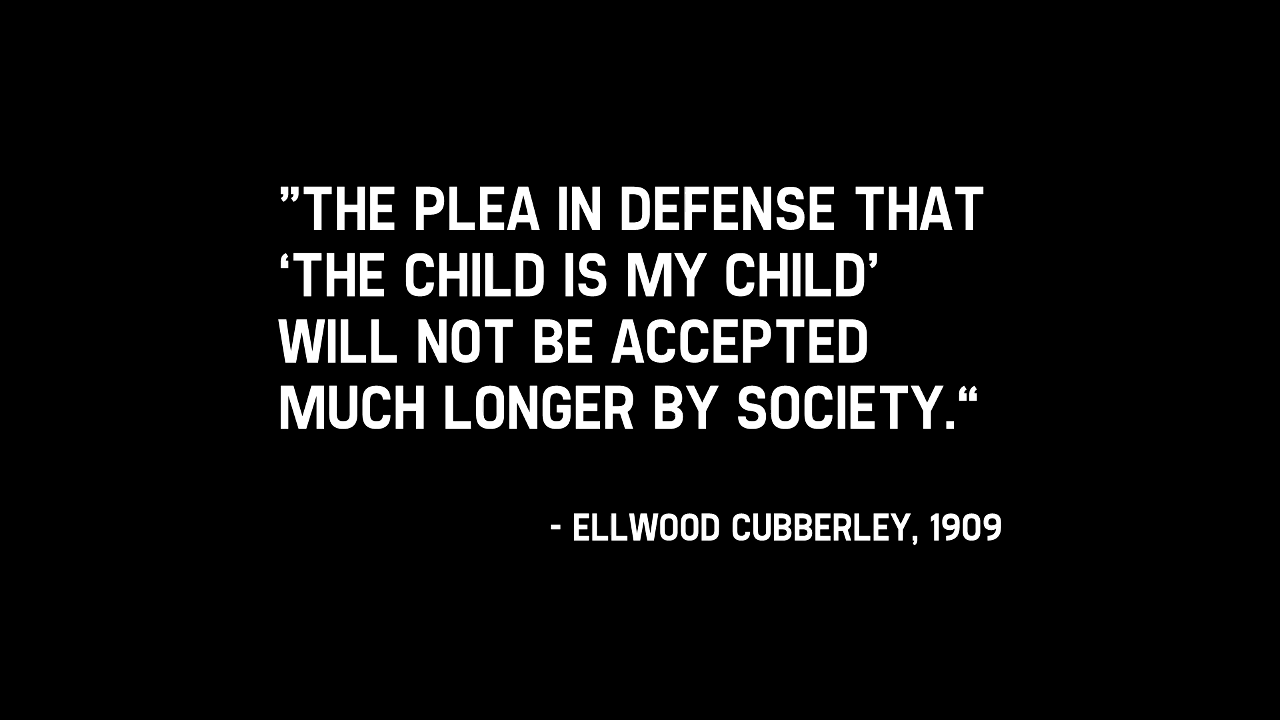 ”THE PLEA IN DEFENSE THAT
‘THE CHILD IS MY CHILD’
WILL NOT BE ACCEPTED
MUCH LONGER BY SOCIETY.“
- ELLWOOD CUBBERLEY, 1909